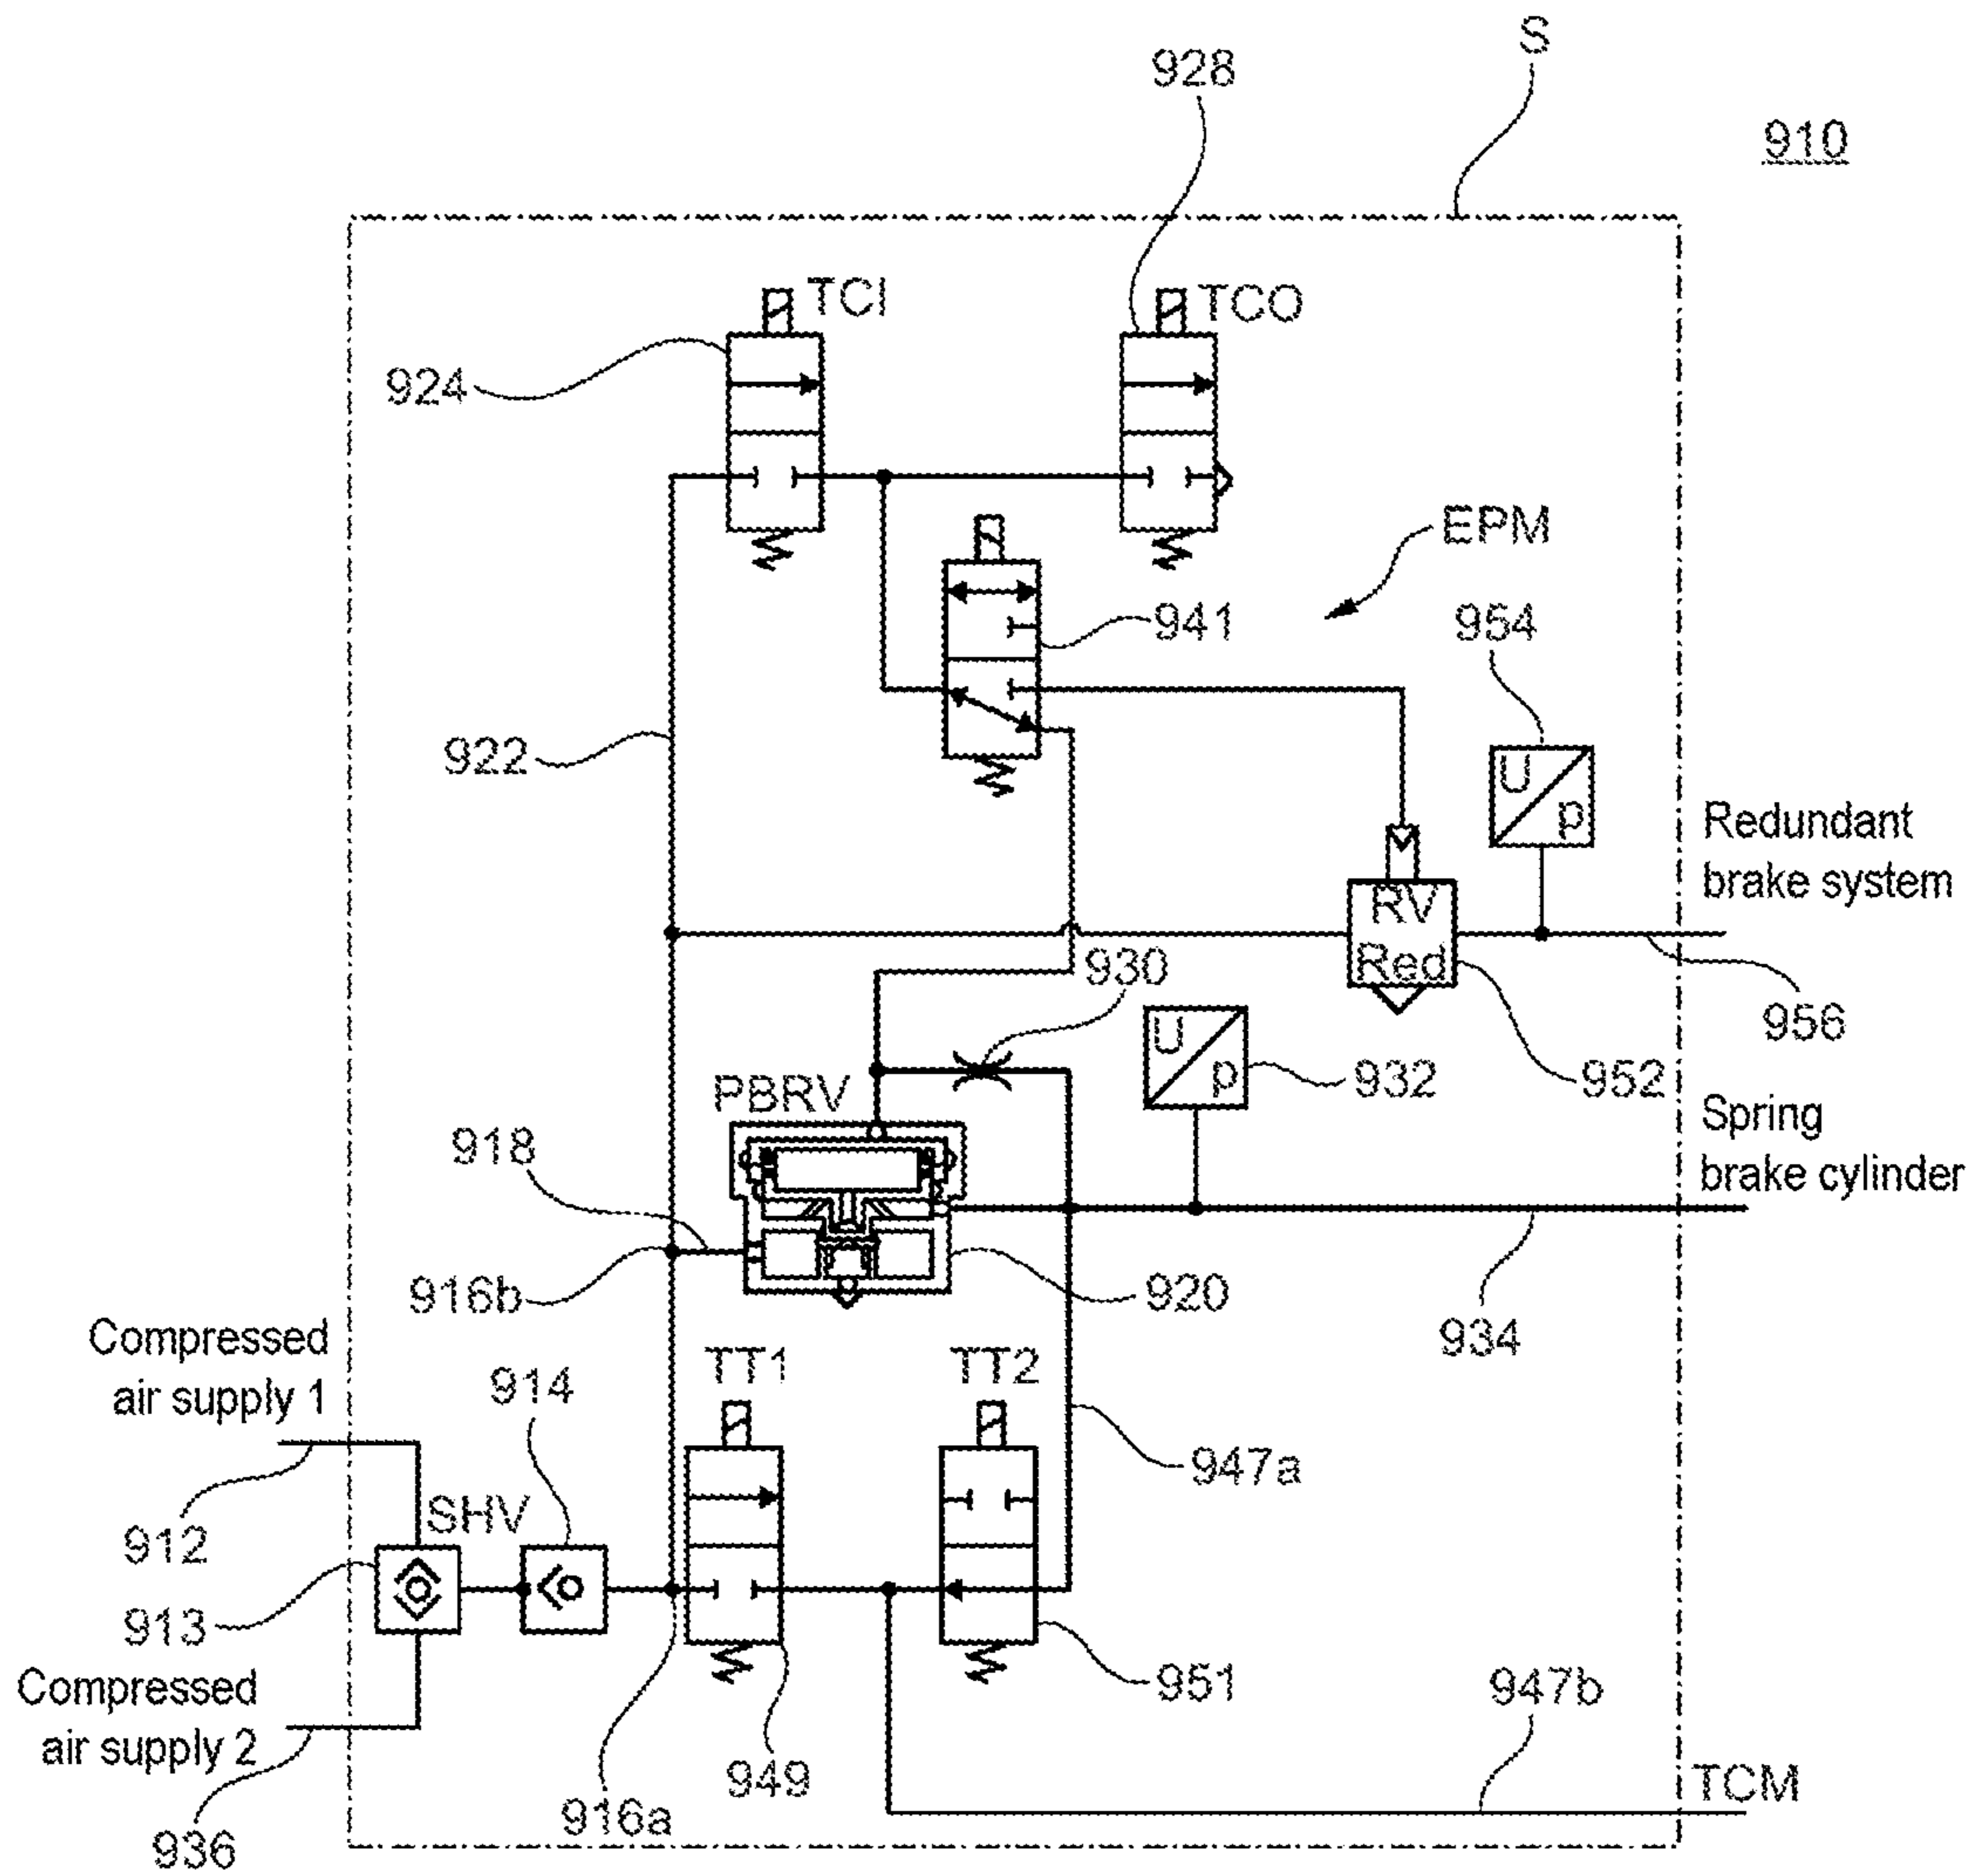 S
928
910
TCI
TCO
924
EPM
941
954
922
U
p
Redundant
brake system
RV
Red
930
956
U
p
932
952
PBRV
Spring
brake cylinder
918
916b
920
934
Compressed
air supply 1
TT1
TT2
914
947a
912
SHV
913
951
Compressed
air supply 2
947b
949
916a
TCM
936